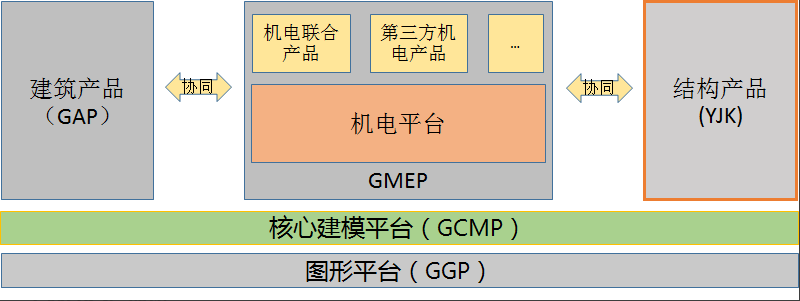 建筑产品
（GAP）
协同
机电联合
产品
第三方机
电产品
...
机电平台
GMEP
协同
结构产品
(YJK)
核心建模平台（GCMP）
图形平台（GGP）